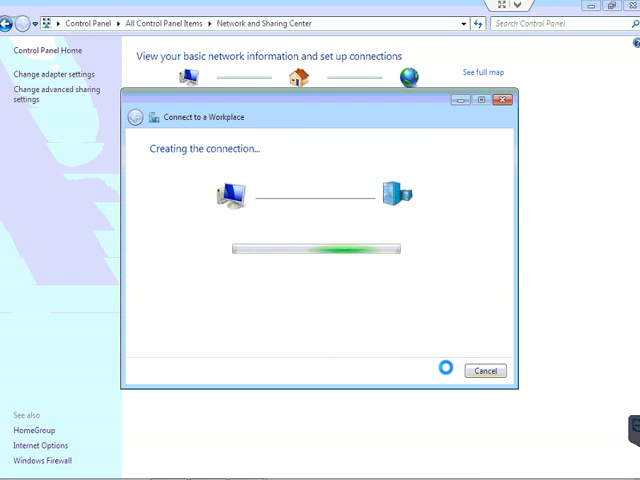 Control Panel
All Control Panel Items
Network and Sharing Center
Search Control Panel
Control Panel Home
Change adapter settings
Change advanced sharing
settings
View your basic network information and set up connections
See full map
Connect to a Workplace
Creating the connection...
Cancel
See also
HomeGroup
Internet Options
Windows Firewall